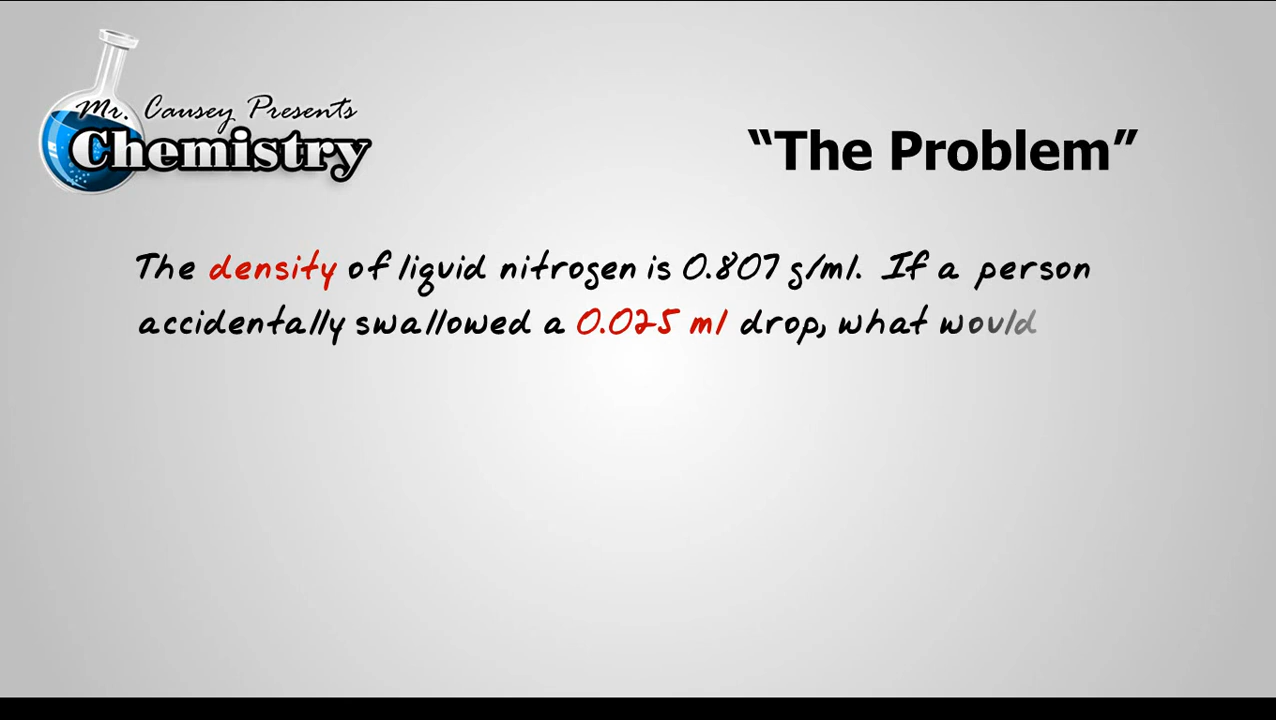 Mr. Causey Presents
Chemistry
“The Problem”
The density of liquid nitrogen is 0.807 g/ml. If a person
accidentally swallowed a 0.025 ml drop, what would